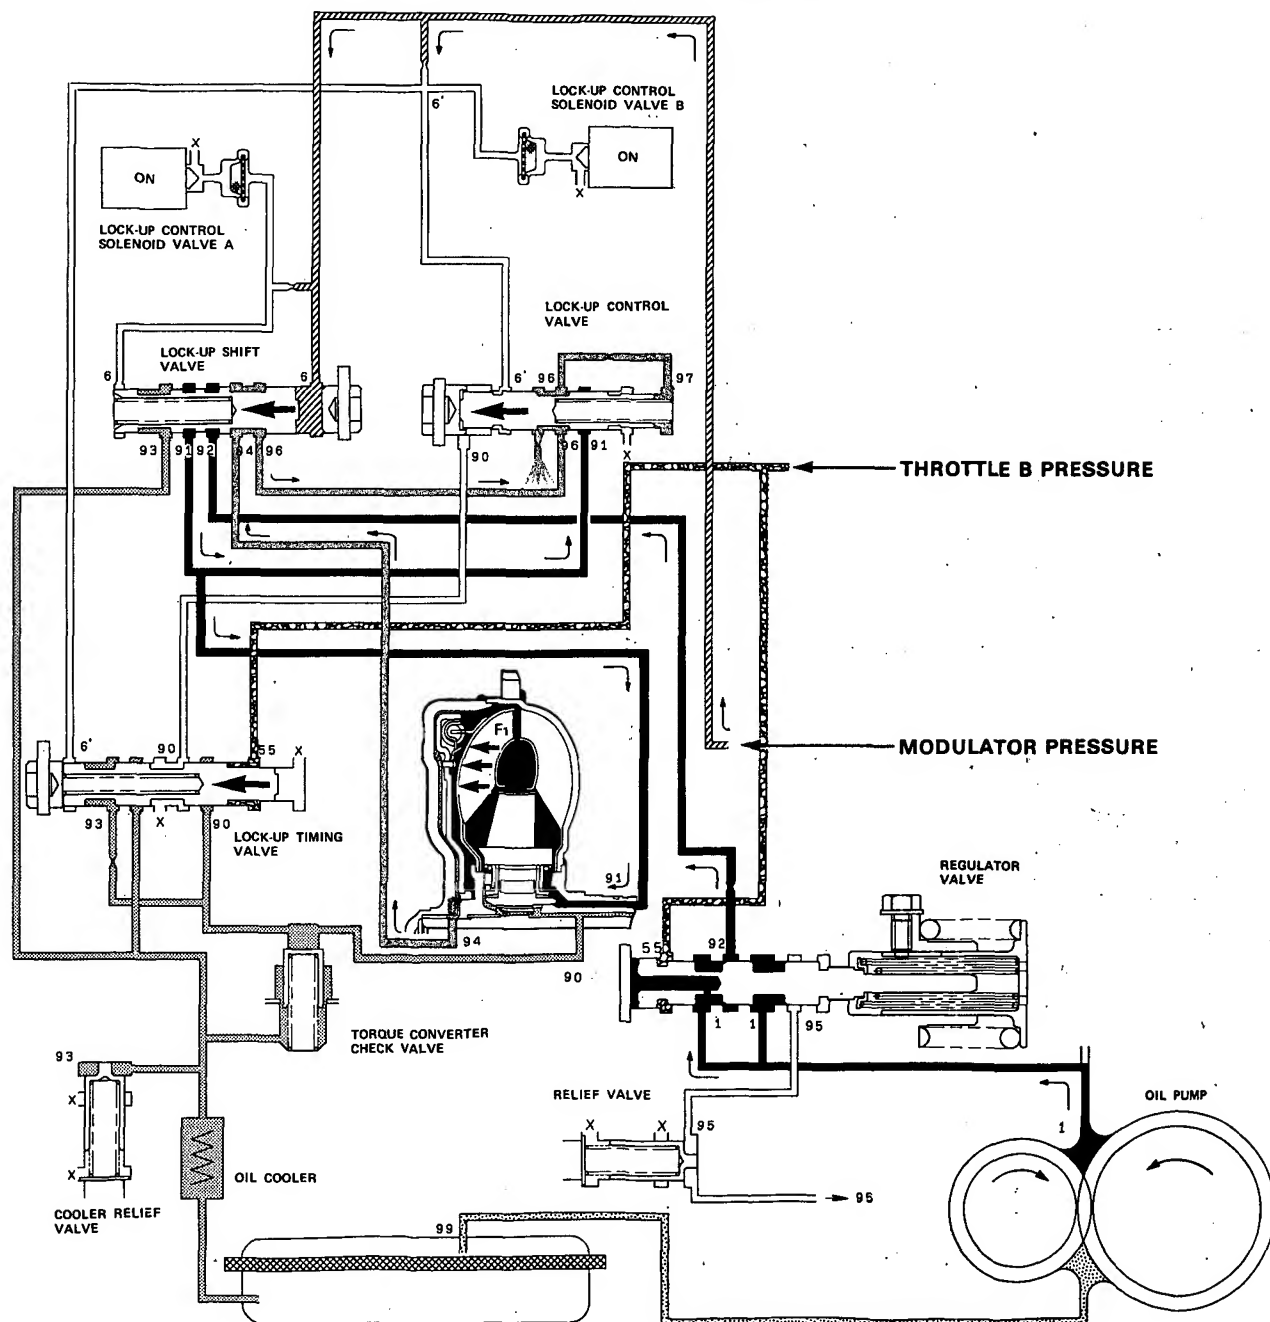 6'
LOCK-UP CONTROL
SOLENOID VALVE B
ON
X
X
ON
LOCK-UP CONTROL
SOLENOID VALVE A
LOCK-UP CONTROL
VALVE
LOCK-UP SHIFT
VALVE
6
6
6'
96
97
93
91
92
94
96
90
96
91
X
THROTTLE B PRESSURE
F1
MODULATOR PRESSURE
6'
90
55
X
93
X
90
LOCK-UP TIMING
VALVE
91
REGULATOR
VALVE
94
90
55
92
1
1
95
TORQUE CONVERTER
CHECK VALVE
93
X
X
RELIEF VALVE
X
X
95
95
OIL PUMP
1
OIL COOLER
COOLER RELIEF
VALVE
99